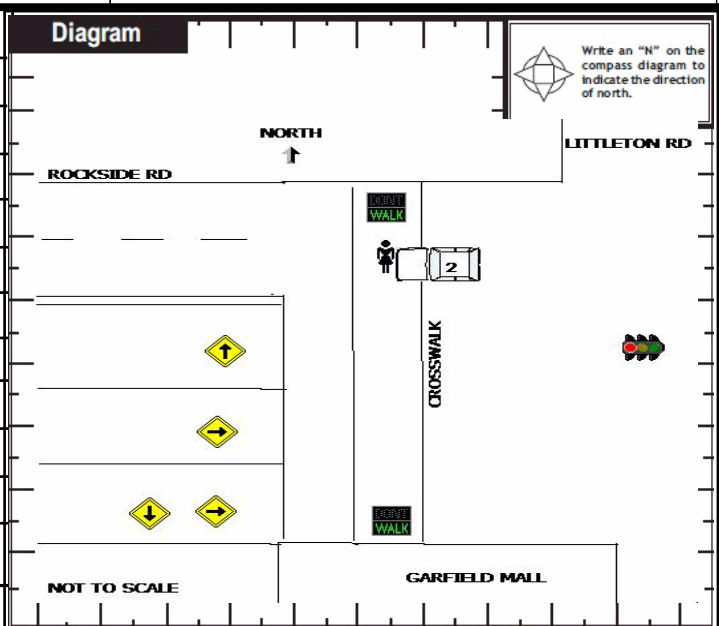 Diagram
Write an "N" on the
compass diagram to
indicate the direction
of north.
NORTH
LITTLETON RD
ROCKSIDE RD
DONT
WALK
2
CROSSWALK
DONT
WALK
GARFIELD MALL
NOT TO SCALE